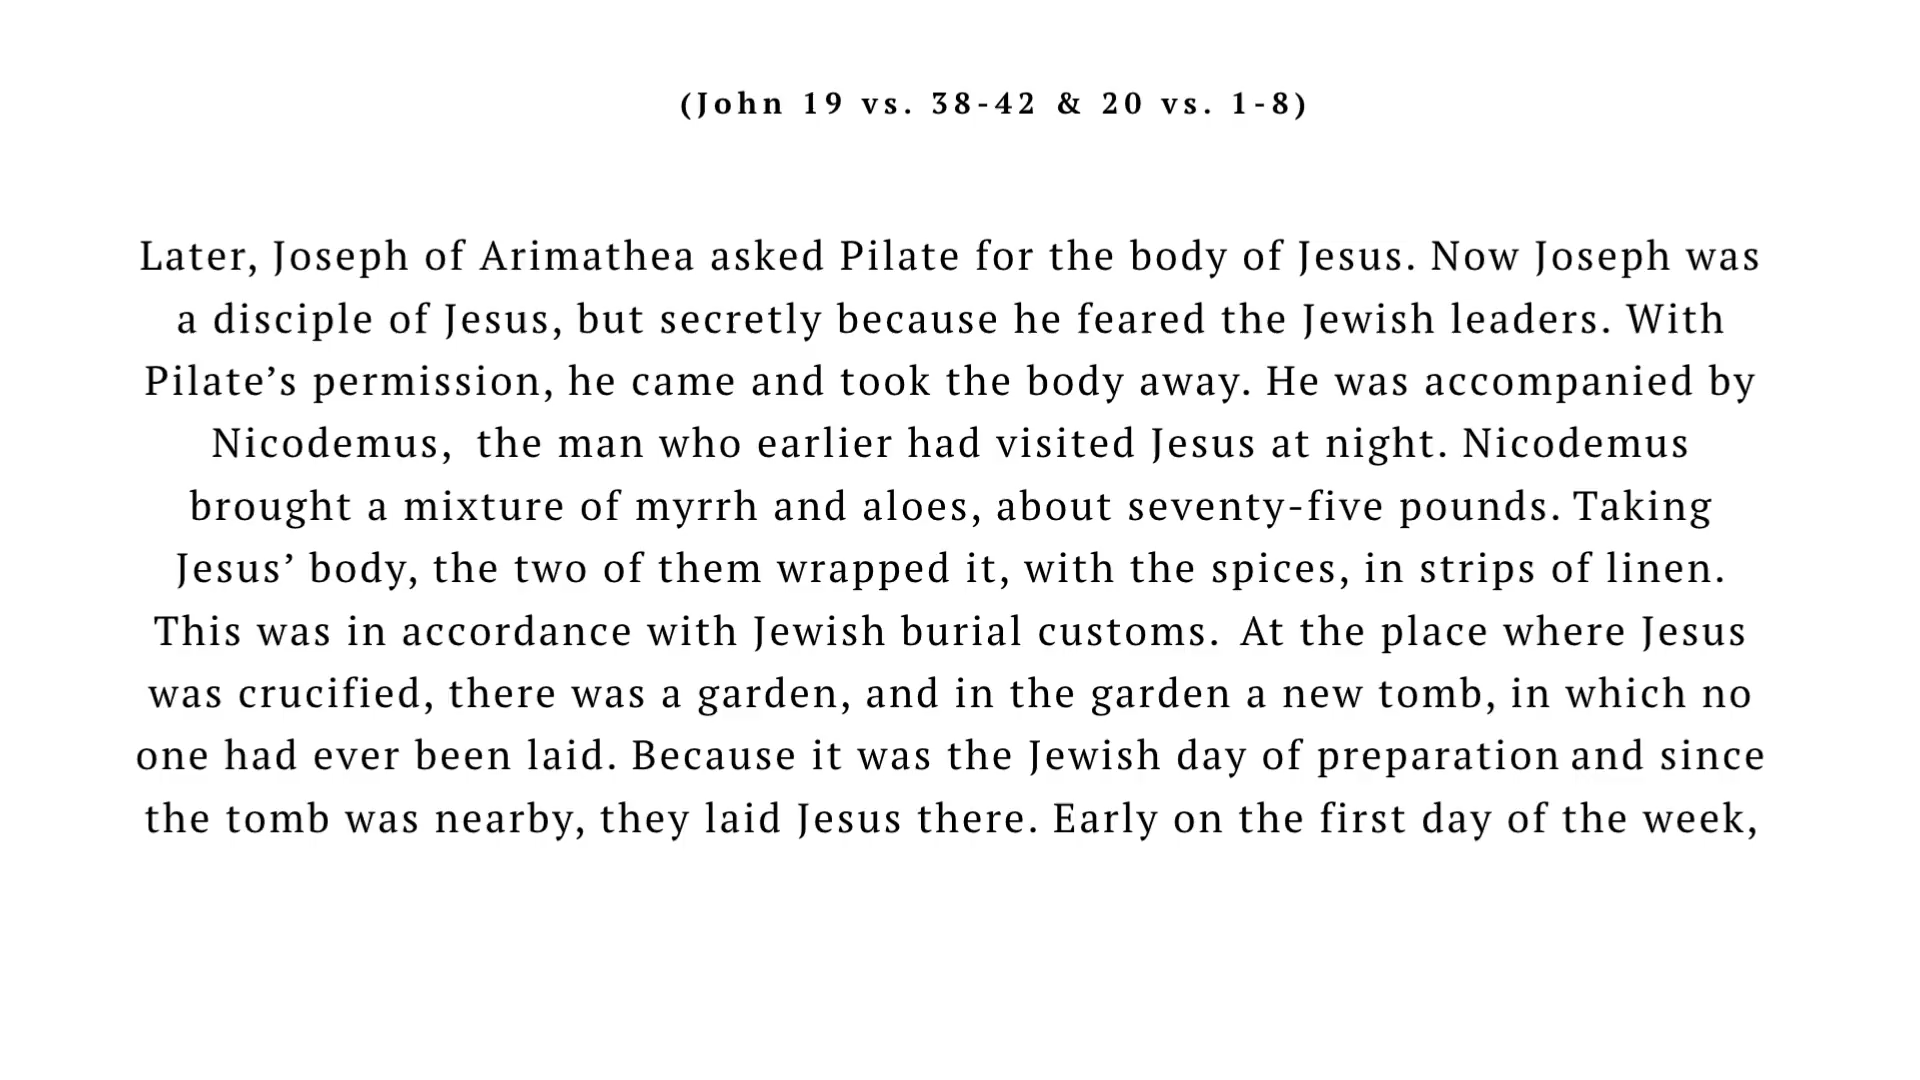 (John 19 vs. 38-42 & 20 vs. 1-8)
Later, Joseph of Arimathea asked Pilate for the body of Jesus. Now Joseph was
a disciple of Jesus, but secretly because he feared the Jewish leaders. With
Pilate’s permission, he came and took the body away. He was accompanied by
Nicodemus, the man who earlier had visited Jesus at night. Nicodemus
brought a mixture of myrrh and aloes, about seventy-five pounds. Taking
Jesus’ body, the two of them wrapped it, with the spices, in strips of linen.
This was in accordance with Jewish burial customs. At the place where Jesus
was crucified, there was a garden, and in the garden a new tomb, in which no
one had ever been laid. Because it was the Jewish day of preparation and since
the tomb was nearby, they laid Jesus there. Early on the first day of the week,